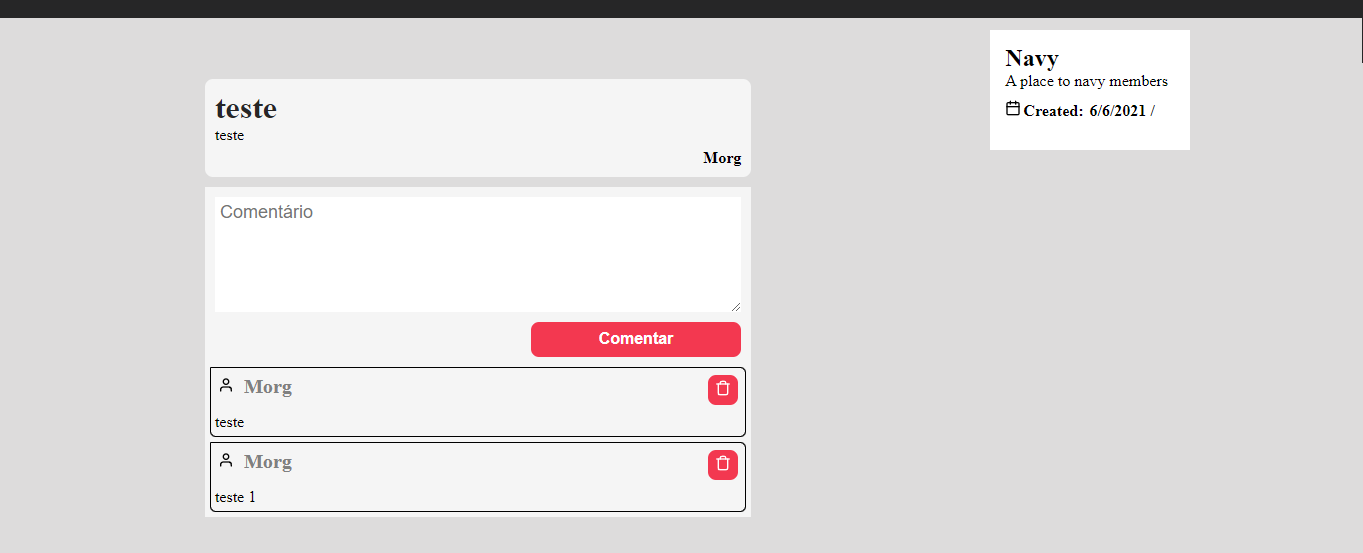 teste
teste
Morg
Comentário
Comentar
Morg
teste
Morg
teste 1
Navy
A place to navy members
Created: 6/6/2021 /